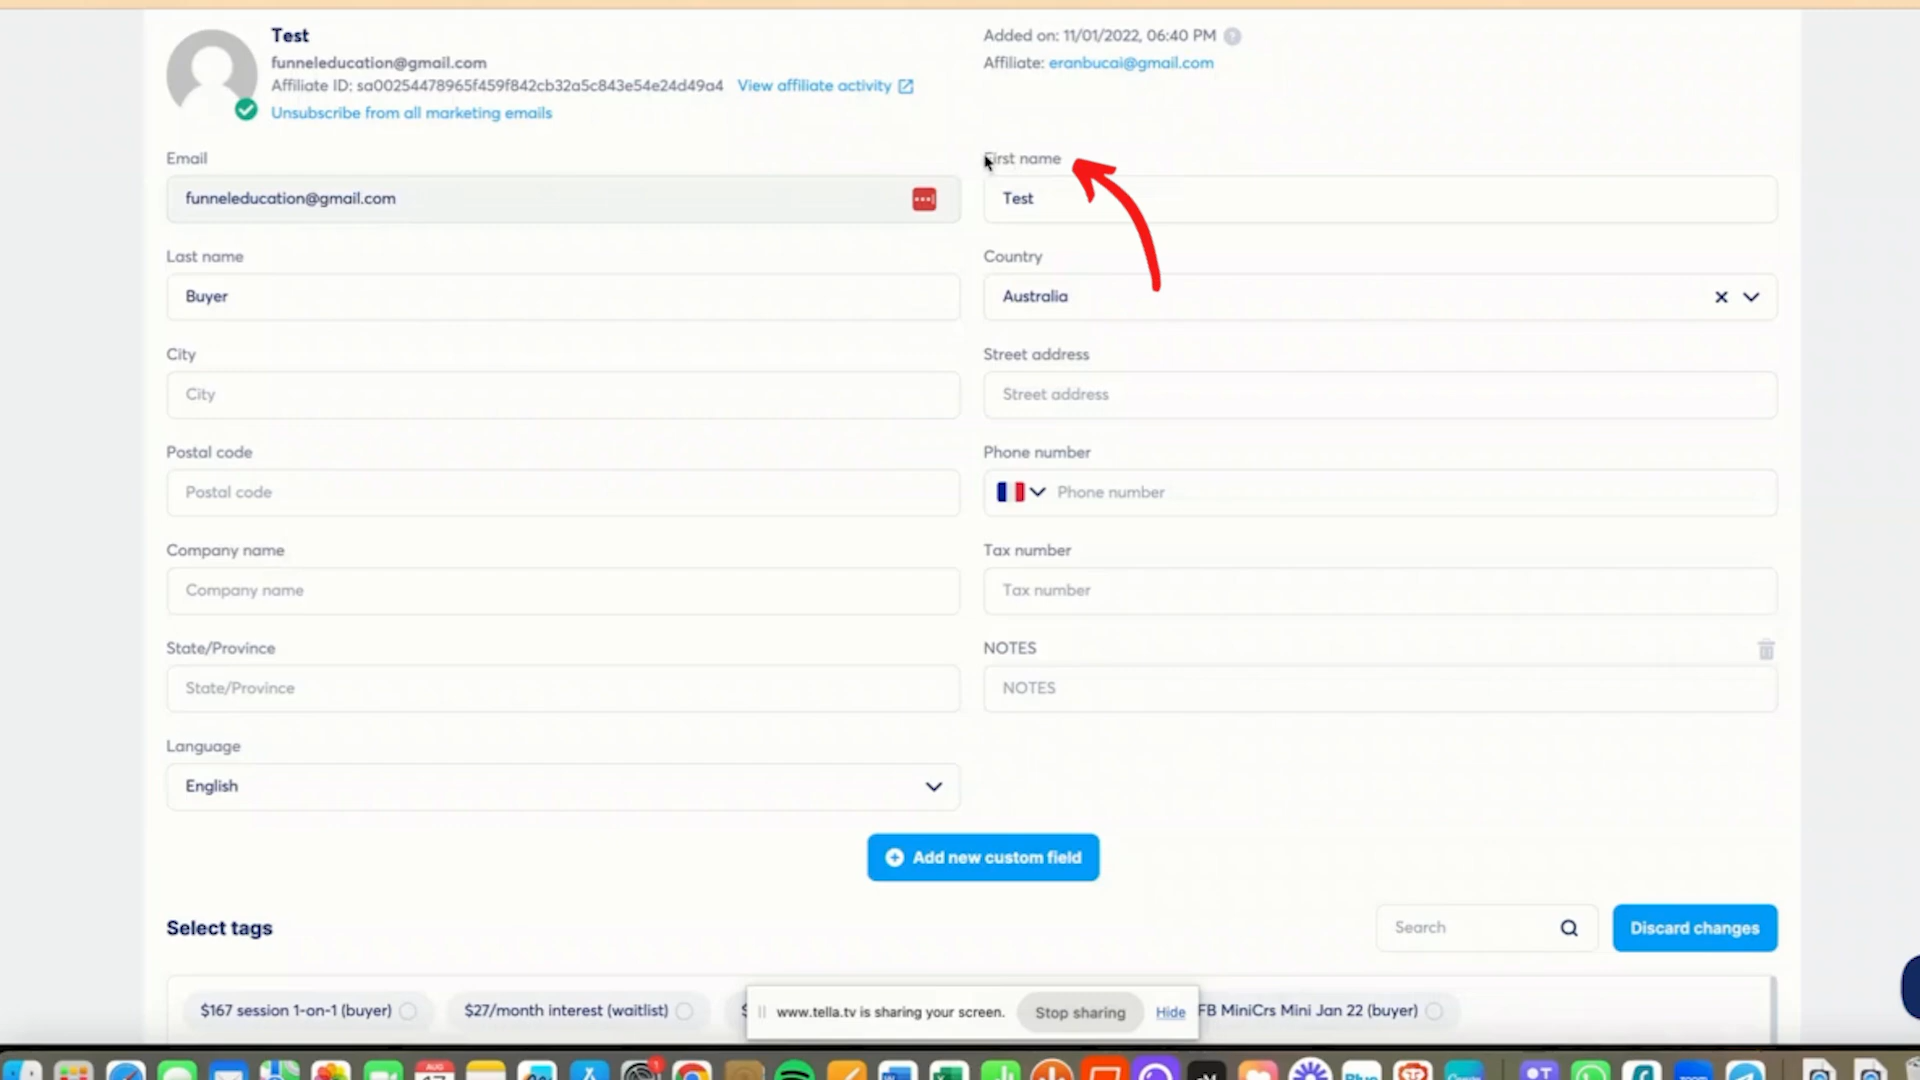 Test
funneleducation@gmail.com
Affiliate ID: sa00254478965f459f842cb32a5c843e54e24d49a4 View affiliate activity
Unsubscribe from all marketing emails
Added on: 11/01/2022, 06:40 PM ?
Affiliate: eranbucai@gmail.com
Email
funneleducation@gmail.com
First name
Test
Last name
Buyer
Country
Australia
City
City
Street address
Street address
Postal code
Postal code
Phone number
Phone number
Company name
Company name
Tax number
Tax number
State/Province
State/Province
NOTES
NOTES
Language
English
Add new custom field
Select tags
Search
Discard changes
$167 session 1-on-1 (buyer)
$27/month interest (waitlist)
FB MiniCrs Mini Jan 22 (buyer)
www.tella.tv is sharing your screen. Stop sharing Hide
AUG
zoom